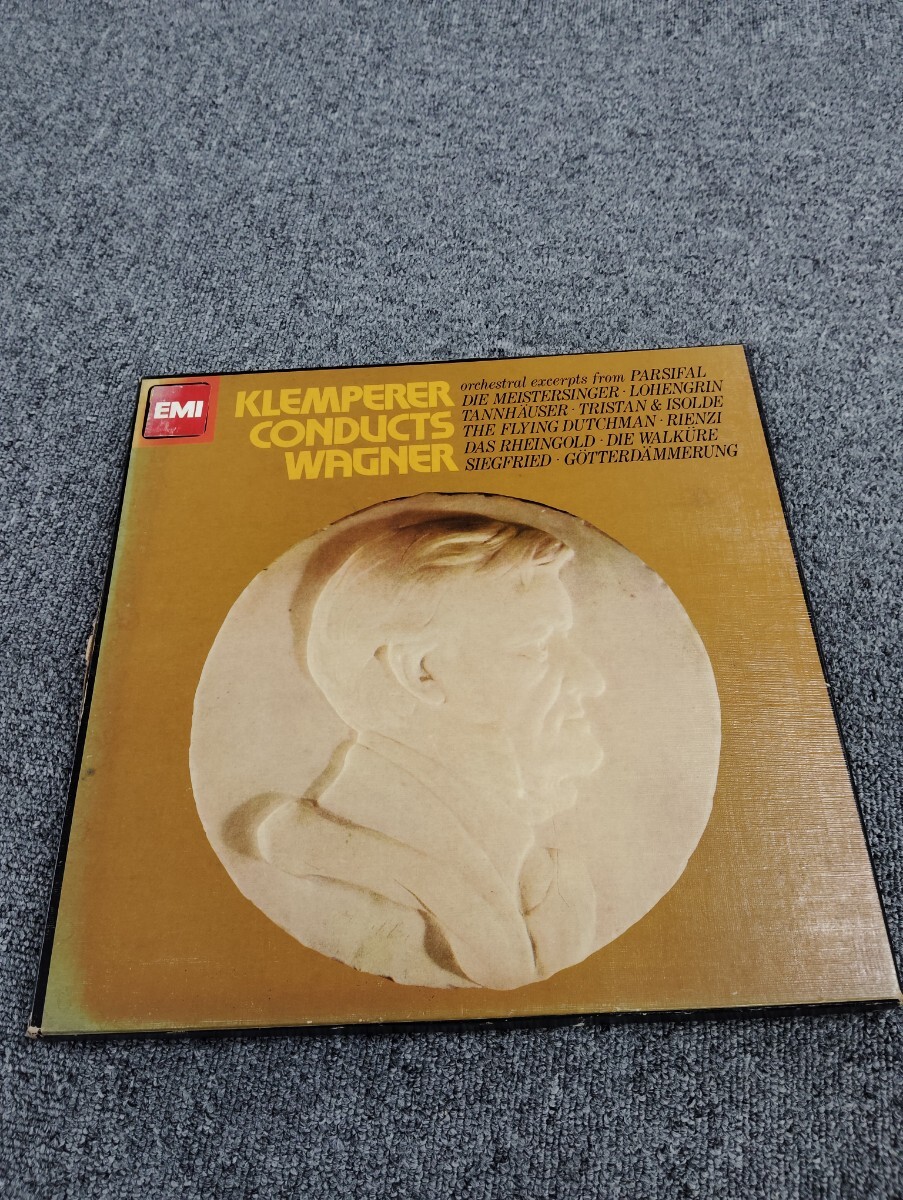 EMI
KLEMPERER
CONDUCTS
WAGNER
orchestral excerpts from PARSIFAL
DIE MEISTERSINGER · LOHENGRIN
TANNHÄUSER · TRISTAN & ISOLDE
THE FLYING DUTCHMAN · RIENZI
DAS RHEINGOLD · DIE WALKÜRE
SIEGFRIED · GÖTTERDÄMMERUNG